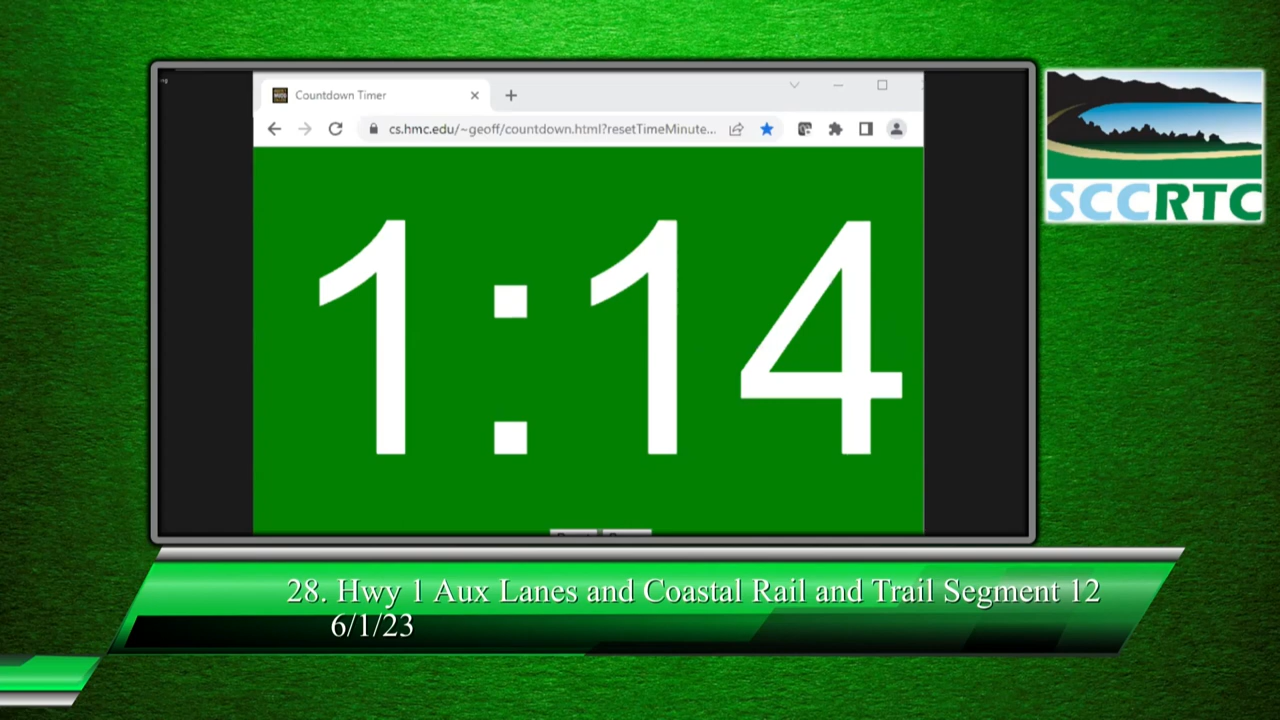 Countdown Timer
cs.hmc.edu/~geoff/countdown.html?resetTimeMinute...
1:14
SCCRTC
28. Hwy 1 Aux Lanes and Coastal Rail and Trail Segment 12
6/1/23